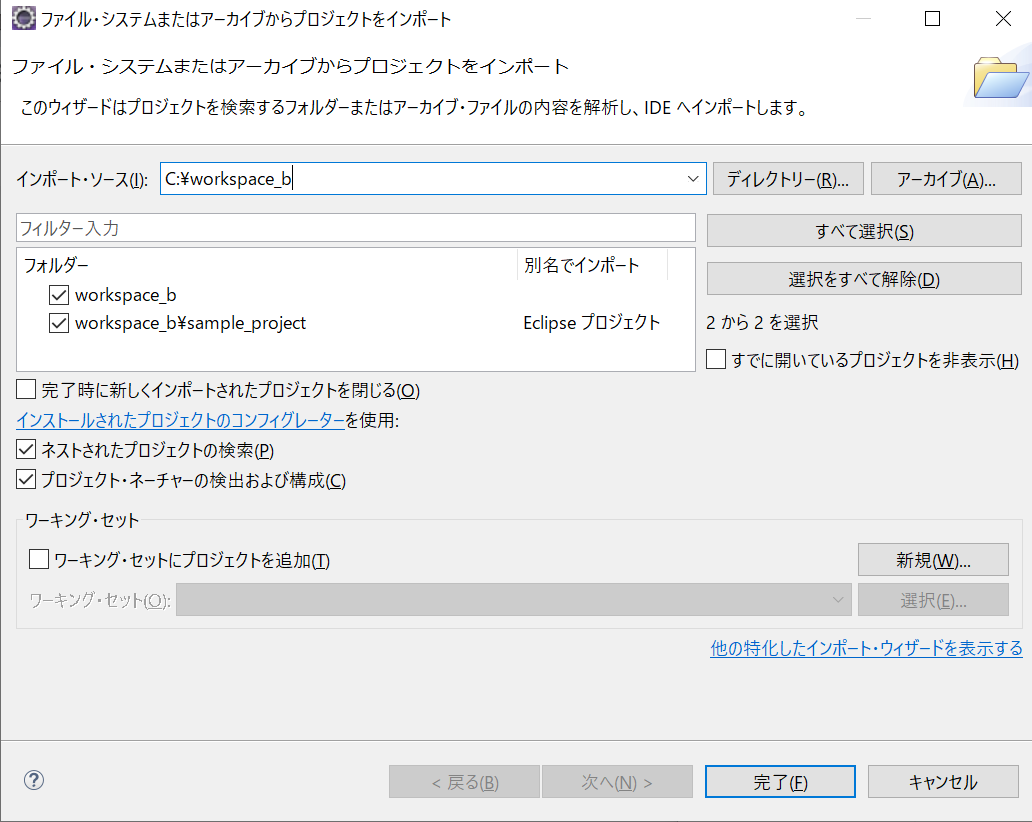 ファイル・システムまたはアーカイブからプロジェクトをインポート
ファイル・システムまたはアーカイブからプロジェクトをインポート
このウィザードはプロジェクトを検索するフォルダーまたはアーカイブ・ファイルの内容を解析し、IDE へインポートします。
インポート・ソース(I): C:¥workspace_b ディレクトリー(R)... アーカイブ(A)...
フィルター入力 すべて選択(S)
フォルダー 別名でインポート 選択をすべて解除(D)
workspace_b
workspace_b¥sample_project Eclipse プロジェクト 2 から 2 を選択
すでに開いているプロジェクトを非表示(H)
完了時に新しくインポートされたプロジェクトを閉じる(O)
インストールされたプロジェクトのコンフィグレーターを使用:
ネストされたプロジェクトの検索(P)
プロジェクト・ネーチャーの検出および構成(C)
ワーキング・セット
ワーキング・セットにプロジェクトを追加(T) 新規(W)...
ワーキング・セット(O): 選択(E)...
他の特化したインポート・ウィザードを表示する
? < 戻る(B) 次へ(N) > 完了(F) キャンセル